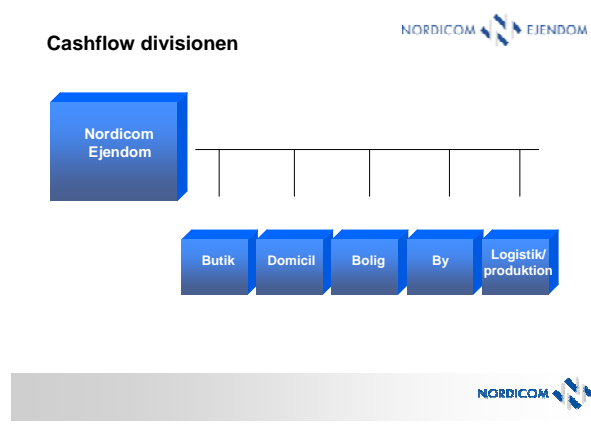 Cashflow divisionen
NORDICOM EJENDOM
Nordicom
Ejendom
Butik
Domicil
Bolig
By
Logistik/
produktion
NORDICOM